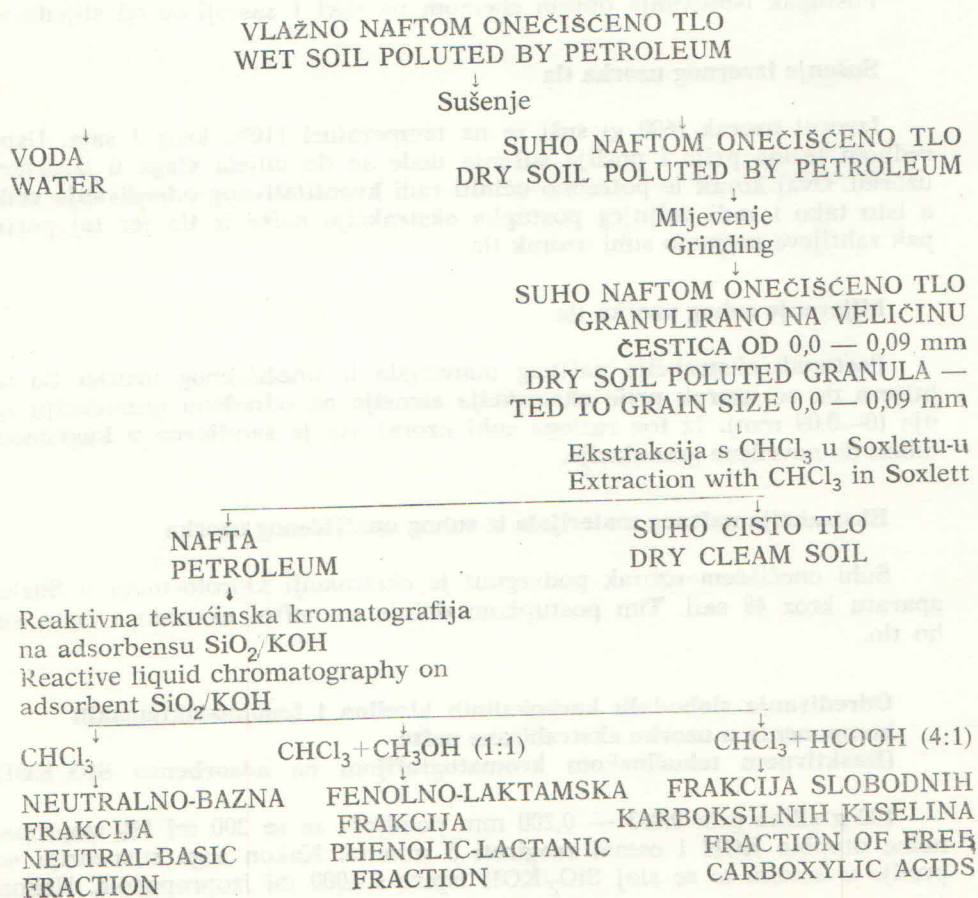 VLAŽNO NAFTOM ONEČIŠĆENO TLO
WET SOIL POLUTED BY PETROLEUM
↓
Sušenje
↓ ↓
VODA
WATER
SUHO NAFTOM ONEČIŠĆENO TLO
DRY SOIL POLUTED BY PETROLEUM
↓
Mljevenje
Grinding
↓
SUHO NAFTOM ONEČIŠĆENO TLO
GRANULIRANO NA VELIČINU
ČESTICA OD 0,0 — 0,09 mm
DRY SOIL POLUTED GRANULA —
TED TO GRAIN SIZE 0,0 — 0,09 mm
↓
Ekstrakcija s CHCl₃ u Soxlettu-u
Extraction with CHCl₃ in Soxlett
↓ ↓
NAFTA
PETROLEUM
SUHO ČISTO TLO
DRY CLEAM SOIL
↓
Reaktivna tekućinska kromatografija
na adsorbensu SiO₂/KOH
Reactive liquid chromatography on
adsorbent SiO₂/KOH
↓ ↓ ↓
CHCl₃
↓
NEUTRALNO-BAZNA
FRAKCIJA
NEUTRAL-BASIC
FRACTION
CHCl₃+CH₃OH (1:1)
↓
FENOLNO-LAKTAMSKA
FRAKCIJA
PHENOLIC-LACTANIC
FRACTION
CHCl₃+HCOOH (4:1)
↓
FRAKCIJA SLOBODNIH
KARBOKSILNIH KISELINA
FRACTION OF FREE
CARBOXYLIC ACIDS